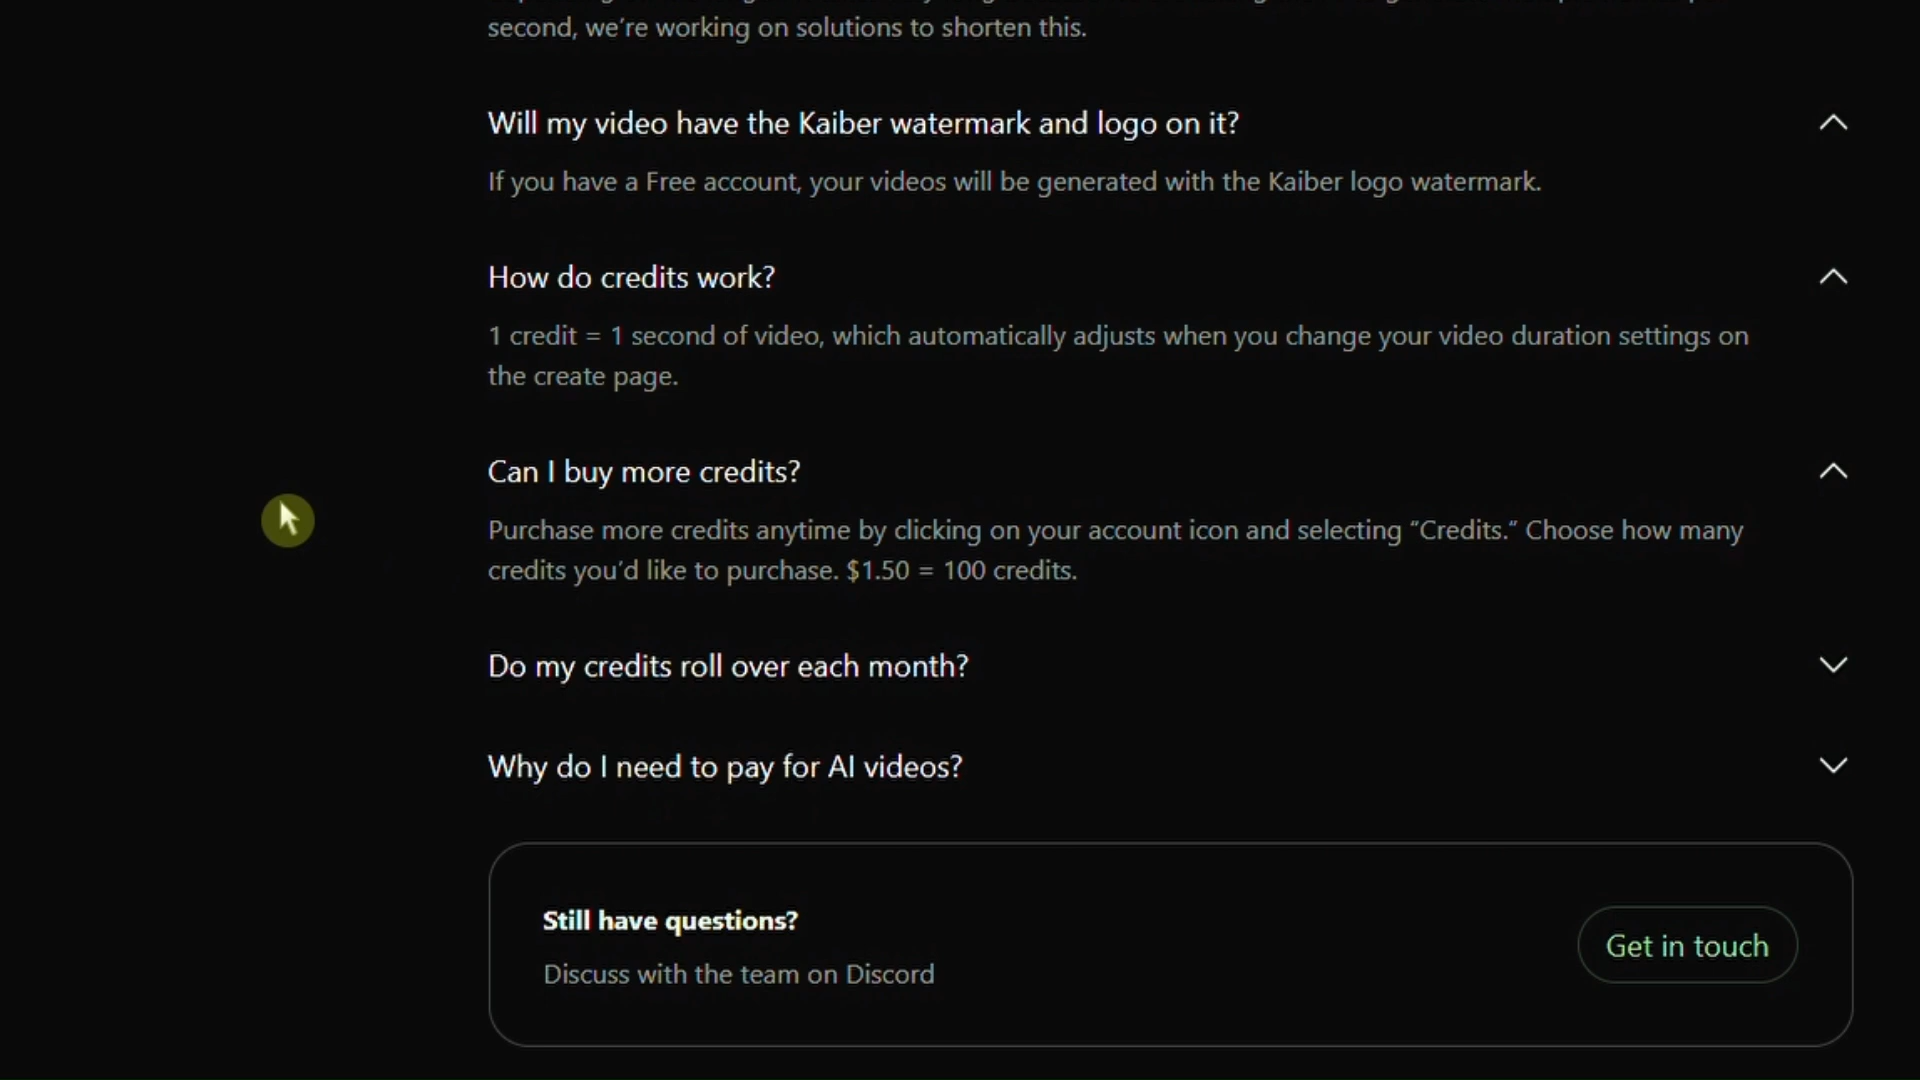 second, we’re working on solutions to shorten this.
Will my video have the Kaiber watermark and logo on it?
If you have a Free account, your videos will be generated with the Kaiber logo watermark.
How do credits work?
1 credit = 1 second of video, which automatically adjusts when you change your video duration settings on
the create page.
Can I buy more credits?
Purchase more credits anytime by clicking on your account icon and selecting “Credits.“ Choose how many
credits you’d like to purchase. $1.50 = 100 credits.
Do my credits roll over each month?
Why do I need to pay for AI videos?
Still have questions?
Discuss with the team on Discord
Get in touch